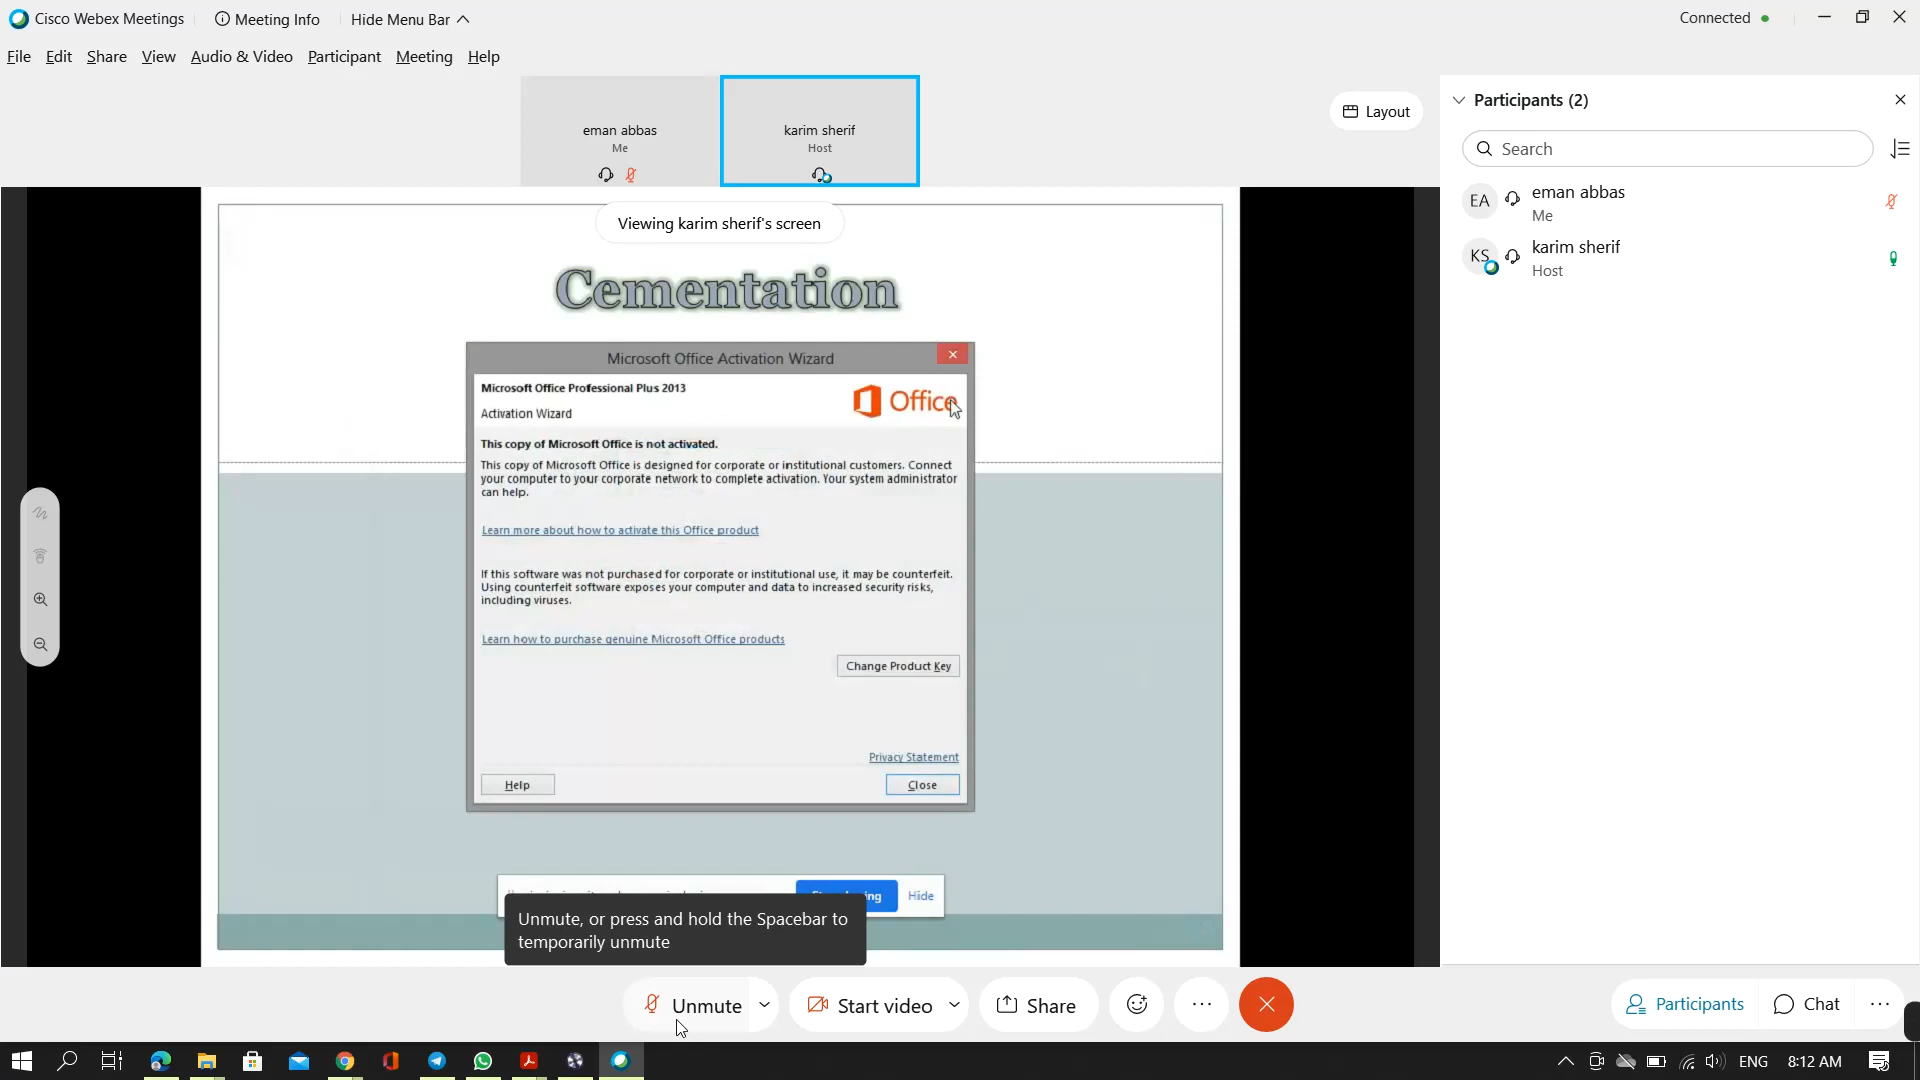 Cisco Webex Meetings
Meeting Info
Hide Menu Bar
Connected
File Edit Share View Audio & Video Participant Meeting Help
eman abbas
Me
karim sherif
Host
Layout
Participants (2)
Search
EA
eman abbas
Me
KS
karim sherif
Host
Viewing karim sherif's screen
Cementation
Microsoft Office Activation Wizard
Microsoft Office Professional Plus 2013
Activation Wizard
Office
This copy of Microsoft Office is not activated.
This copy of Microsoft Office is designed for corporate or institutional customers. Connect
your computer to your corporate network to complete activation. Your system administrator
can help.
Learn more about how to activate this Office product
If this software was not purchased for corporate or institutional use, it may be counterfeit.
Using counterfeit software exposes your computer and data to increased security risks,
including viruses.
Learn how to purchase genuine Microsoft Office products
Change Product Key
Privacy Statement
Help
Close
Hide
Unmute, or press and hold the Spacebar to
temporarily unmute
Unmute
Start video
Share
Participants
Chat
ENG
8:12 AM